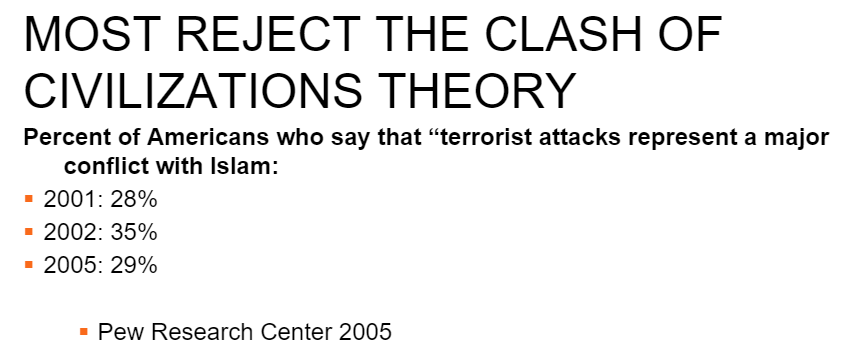 MOST REJECT THE CLASH OF
CIVILIZATIONS THEORY
Percent of Americans who say that “terrorist attacks represent a major
conflict with Islam:
2001: 28%
2002: 35%
2005: 29%
Pew Research Center 2005